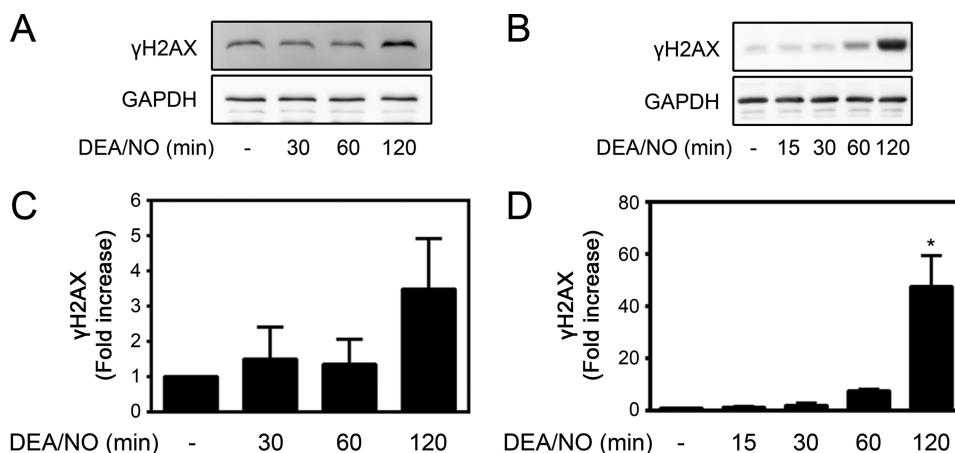 A
γH2AX
GAPDH
DEA/NO (min) - 30 60 120
B
γH2AX
GAPDH
DEA/NO (min) - 15 30 60 120
C
γH2AX
(Fold increase)
6
5
4
3
2
1
0
DEA/NO (min) - 30 60 120
D
γH2AX
(Fold increase)
80
60
40
20
0
*
DEA/NO (min) - 15 30 60 120